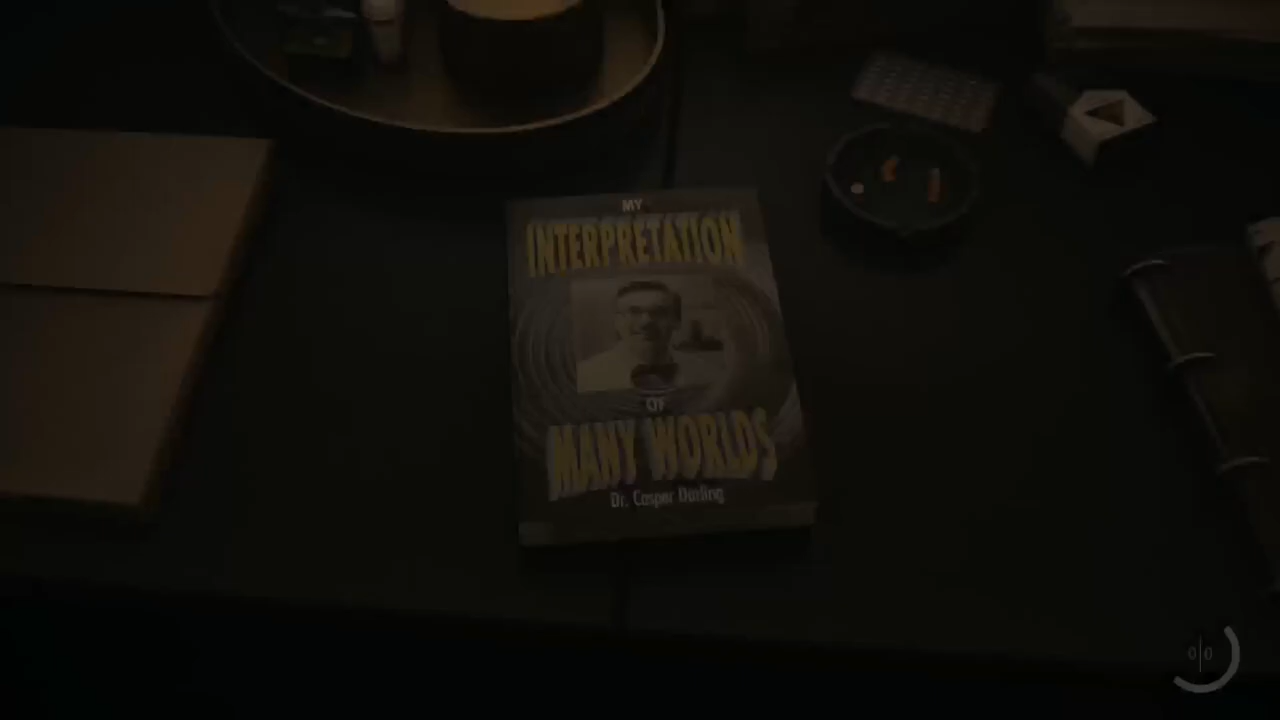 MY
INTERPRETATION
OF
MANY WORLDS
Dr. Casper Darling